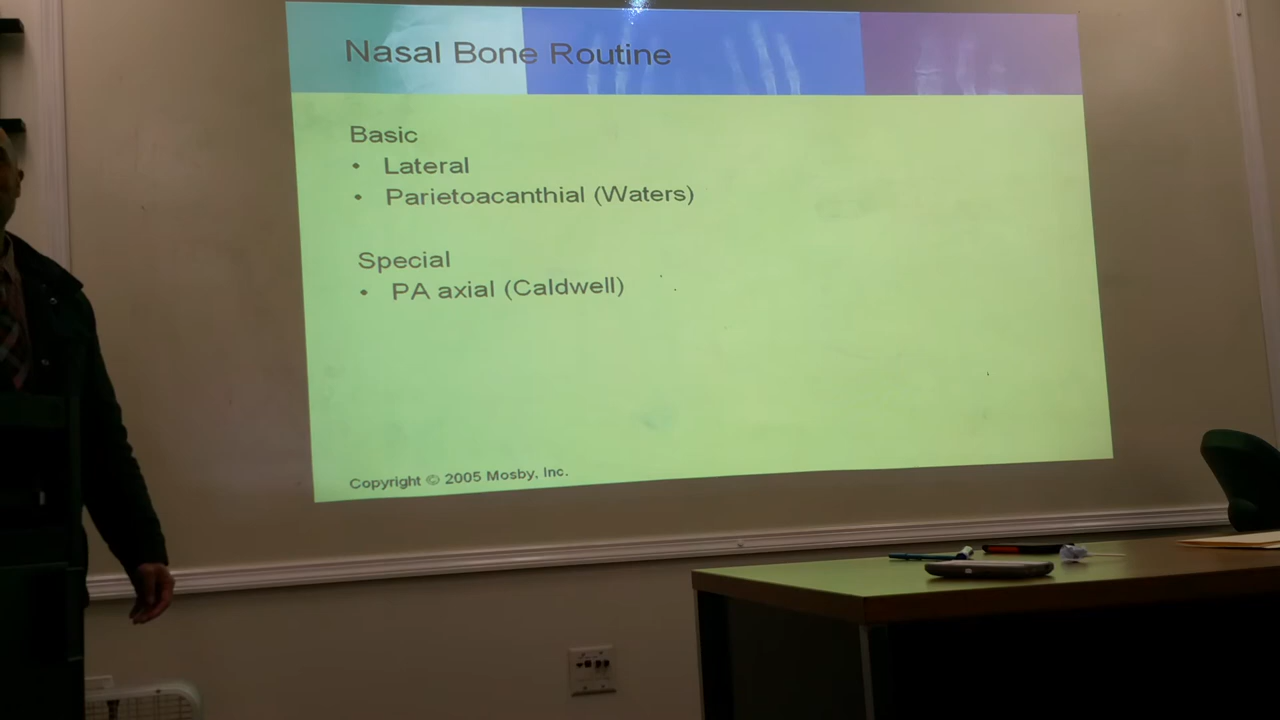 Nasal Bone Routine
Basic
• Lateral
• Parietoacanthial (Waters)
Special
• PA axial (Caldwell)
Copyright © 2005 Mosby, Inc.